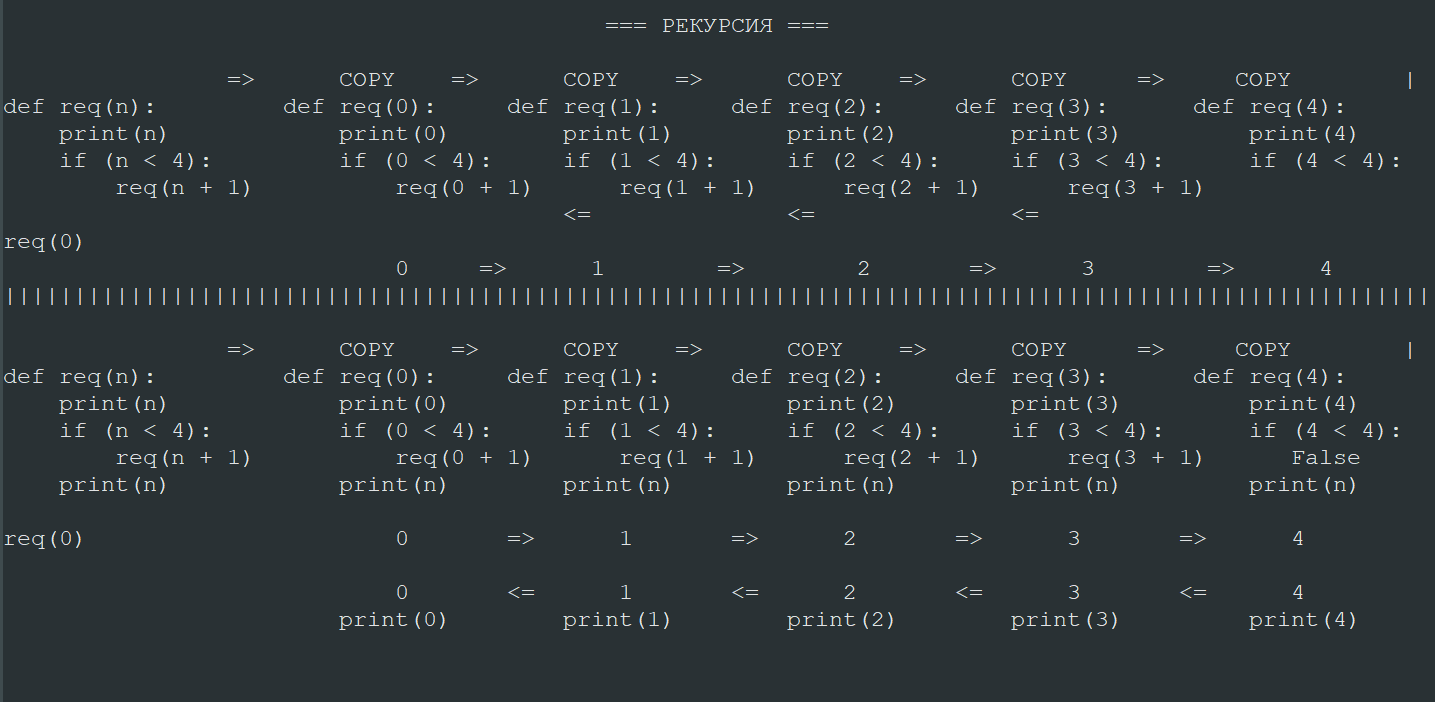 === РЕКУРСИЯ ===
=> COPY => COPY => COPY => COPY => COPY |
def req(n): def req(0): def req(1): def req(2): def req(3): def req(4):
print(n) print(0) print(1) print(2) print(3) print(4)
if (n < 4): if (0 < 4): if (1 < 4): if (2 < 4): if (3 < 4): if (4 < 4):
req(n + 1) req(0 + 1) req(1 + 1) req(2 + 1) req(3 + 1)
<= <= <=
req(0)
0 => 1 => 2 => 3 => 4
||||||||||||||||||||||||||||||||||||||||||||||||||||||||||||||||||||||||||||||||||||||||||||||||||||||
=> COPY => COPY => COPY => COPY => COPY |
def req(n): def req(0): def req(1): def req(2): def req(3): def req(4):
print(n) print(0) print(1) print(2) print(3) print(4)
if (n < 4): if (0 < 4): if (1 < 4): if (2 < 4): if (3 < 4): if (4 < 4):
req(n + 1) req(0 + 1) req(1 + 1) req(2 + 1) req(3 + 1) False
print(n) print(n) print(n) print(n) print(n) print(n)
req(0) 0 => 1 => 2 => 3 => 4
0 <= 1 <= 2 <= 3 <= 4
print(0) print(1) print(2) print(3) print(4)